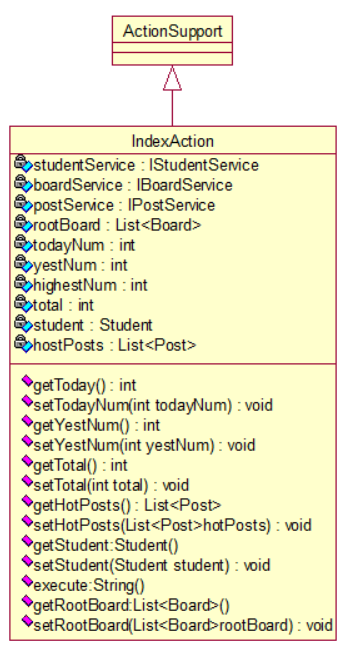 ActionSupport
IndexAction
studentService : IStudentService
boardService : IBoardService
postService : IPostService
rootBoard : List<Board>
todayNum : int
yestNum : int
highestNum : int
total : int
student : Student
hostPosts : List<Post>
getToday() : int
setTodayNum(int todayNum) : void
getYestNum() : int
setYestNum(int yestNum) : void
getTotal() : int
setTotal(int total) : void
getHotPosts() : List<Post>
setHotPosts(List<Post>hotPosts) : void
getStudent:Student()
setStudent(Student student) : void
execute:String()
getRootBoard:List<Board>()
setRootBoard(List<Board>rootBoard) : void